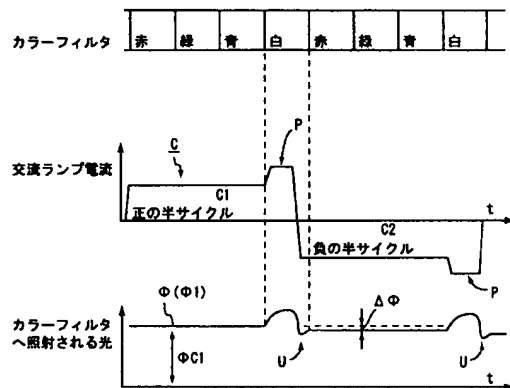 カラーフィルタ
赤 緑 青 白 赤 緑 青 白
P
C
交流ランプ電流
C1
正の半サイクル
t
C2
負の半サイクル
P
Φ(Φ1)
ΔΦ
カラーフィルタ
へ照射される光
ΦC1
U
U
t